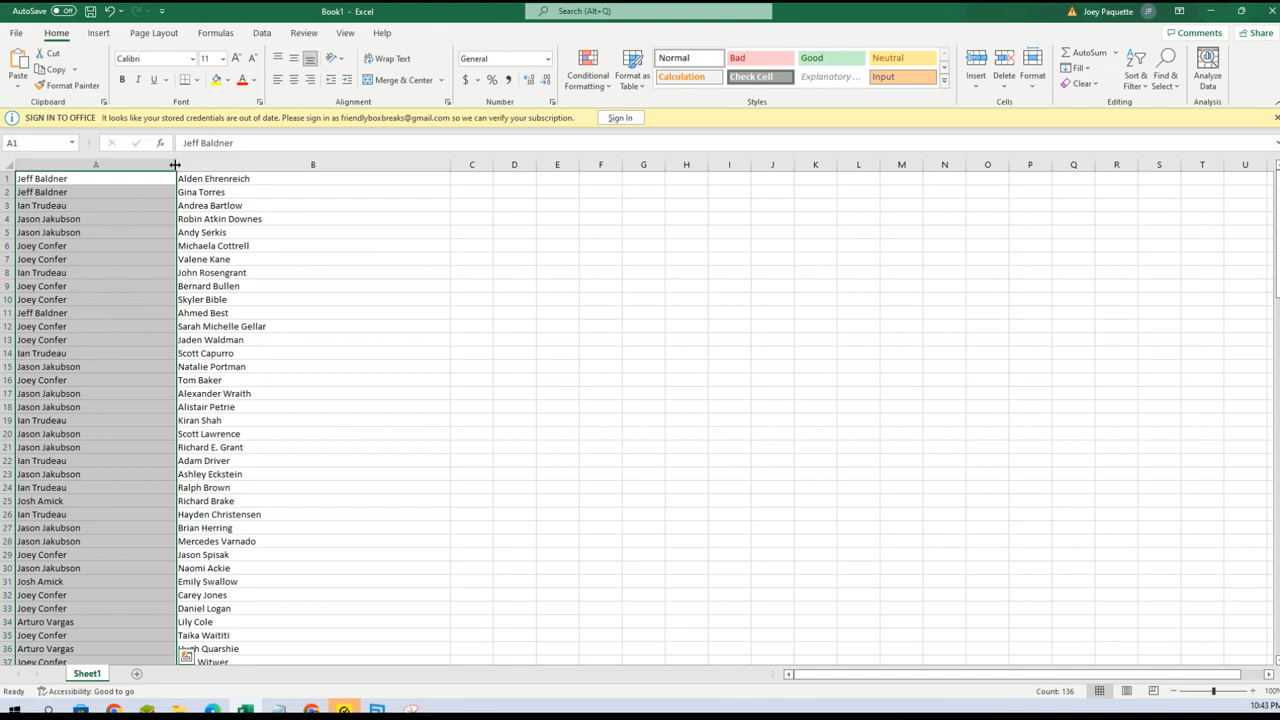 AutoSave Off Book1 - Excel Search (Alt+Q) Joey Paquette JP
File Home Insert Page Layout Formulas Data Review View Help Comments Share
Paste Cut Copy Format Painter Clipboard
Calibri 11 A A B I U A Font
Wrap Text Merge & Center Alignment
General $ % 9 Number
Conditional Formatting Format as Table Normal Bad Good Neutral Calculation Check Cell Explanatory ... Input Styles
Insert Delete Format Cells
AutoSum Fill Clear Sort & Filter Find & Select Editing
Analyze Data Analysis
SIGN IN TO OFFICE It looks like your stored credentials are out of date. Please sign in as friendlyboxbreaks@gmail.com so we can verify your subscription. Sign In
A1 fx Jeff Baldner
A B C D E F G H I J K L M N O P Q R S T U
1 Jeff Baldner Alden Ehrenreich
2 Jeff Baldner Gina Torres
3 Ian Trudeau Andrea Bartlow
4 Jason Jakubson Robin Atkin Downes
5 Jason Jakubson Andy Serkis
6 Joey Confer Michaela Cottrell
7 Joey Confer Valene Kane
8 Ian Trudeau John Rosengrant
9 Joey Confer Bernard Bullen
10 Joey Confer Skyler Bible
11 Jeff Baldner Ahmed Best
12 Joey Confer Sarah Michelle Gellar
13 Joey Confer Jaden Waldman
14 Ian Trudeau Scott Capurro
15 Jason Jakubson Natalie Portman
16 Joey Confer Tom Baker
17 Jason Jakubson Alexander Wraith
18 Jason Jakubson Alistair Petrie
19 Ian Trudeau Kiran Shah
20 Jason Jakubson Scott Lawrence
21 Jason Jakubson Richard E. Grant
22 Ian Trudeau Adam Driver
23 Jason Jakubson Ashley Eckstein
24 Ian Trudeau Ralph Brown
25 Josh Amick Richard Brake
26 Ian Trudeau Hayden Christensen
27 Jason Jakubson Brian Herring
28 Jason Jakubson Mercedes Varnado
29 Joey Confer Jason Spisak
30 Jason Jakubson Naomi Ackie
31 Josh Amick Emily Swallow
32 Joey Confer Carey Jones
33 Joey Confer Daniel Logan
34 Arturo Vargas Lily Cole
35 Joey Confer Taika Waititi
36 Arturo Vargas Hugh Quarshie
37 Joey Confer Witwer
Sheet1
Ready Accessibility: Good to go Count: 136 100%
10:43 PM